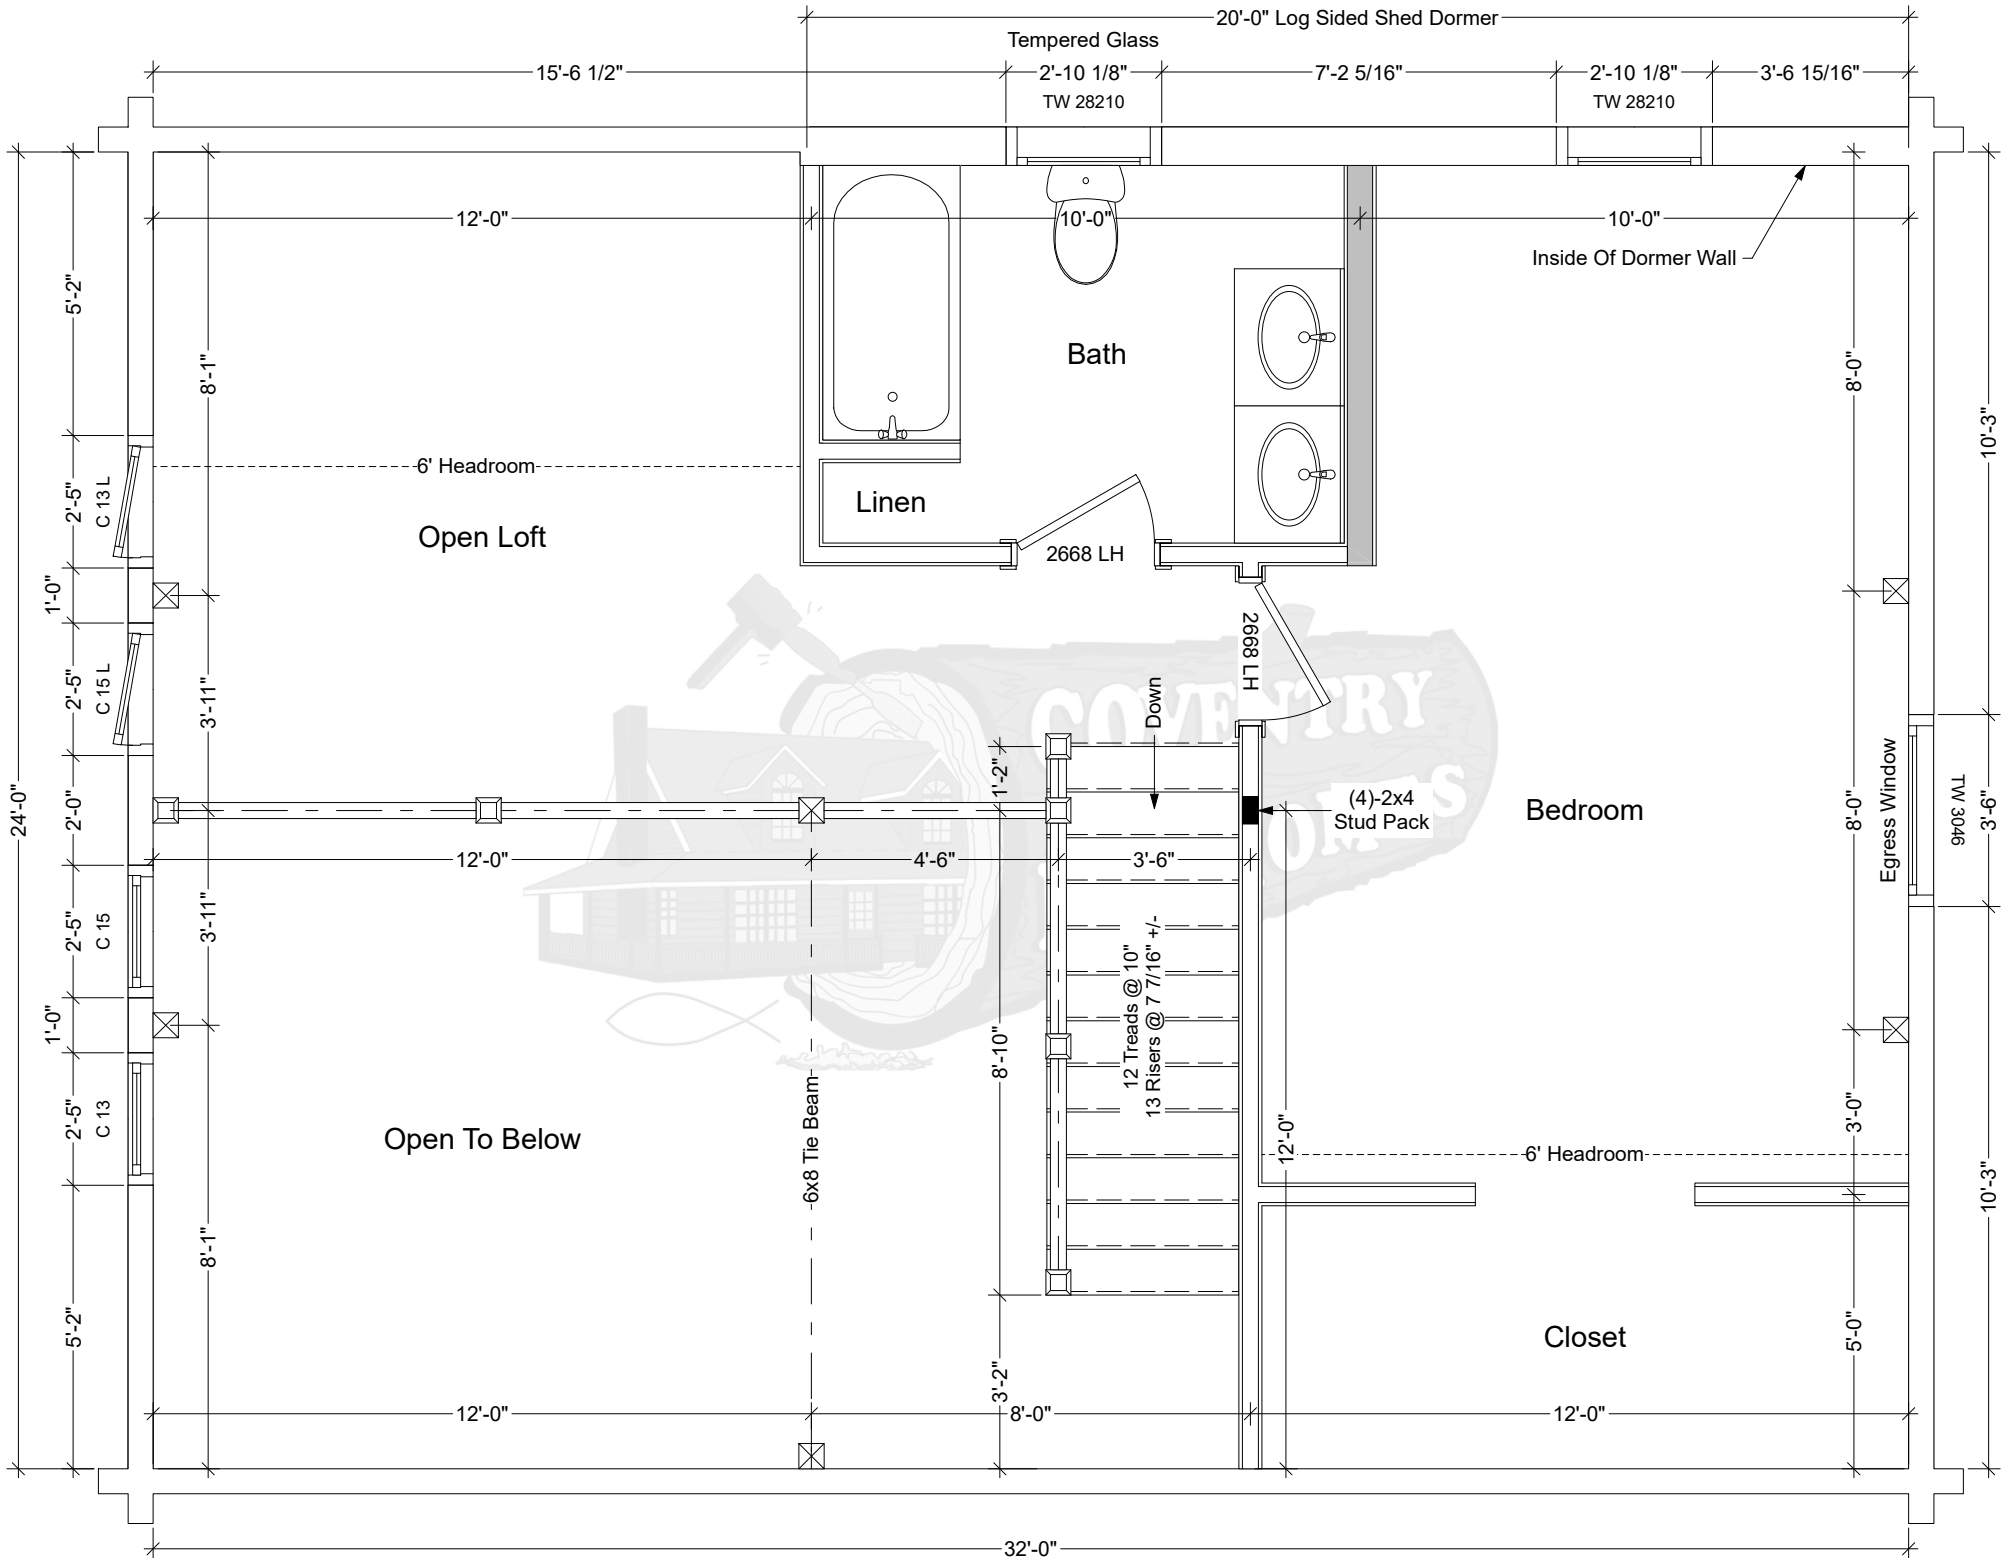 20'-0" Log Sided Shed Dormer
Tempered Glass
15'-6 1/2"
2'-10 1/8"
7'-2 5/16"
2'-10 1/8"
3'-6 15/16"
TW 28210
TW 28210
12'-0"
10'-0"
10'-0"
Inside Of Dormer Wall
5'-2"
8'-1"
Bath
8'-0"
10'-3"
6' Headroom
2'-5"
C 13 L
Open Loft
Linen
2668 LH
1'-0"
2668 LH
2'-5"
C 15 L
3'-11"
Down
COVENTRY
24'-0"
2'-0"
1'-2"
(4)-2x4
Stud Pack
Bedroom
8'-0"
Egress Window
TW 3046
3'-6"
12'-0"
4'-6"
3'-6"
2'-5"
C 15
3'-11"
12 Treads @ 10"
13 Risers @ 7 7/16" +/-
1'-0"
8'-10"
2'-5"
C 13
Open To Below
6x8 Tie Beam
12'-0"
6' Headroom
3'-0"
10'-3"
8'-1"
5'-2"
Closet
5'-0"
3'-2"
12'-0"
8'-0"
12'-0"
32'-0"